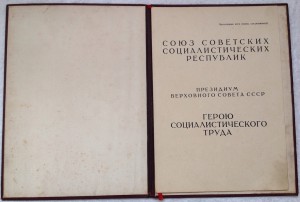 СОЮЗ СОВЕТСКИХ
СОЦИАЛИСТИЧЕСКИХ
РЕСПУБЛИК
ПРЕЗИДИУМ
ВЕРХОВНОГО СОВЕТА СССР
ГЕРОЮ
СОЦИАЛИСТИЧЕСКОГО
ТРУДА